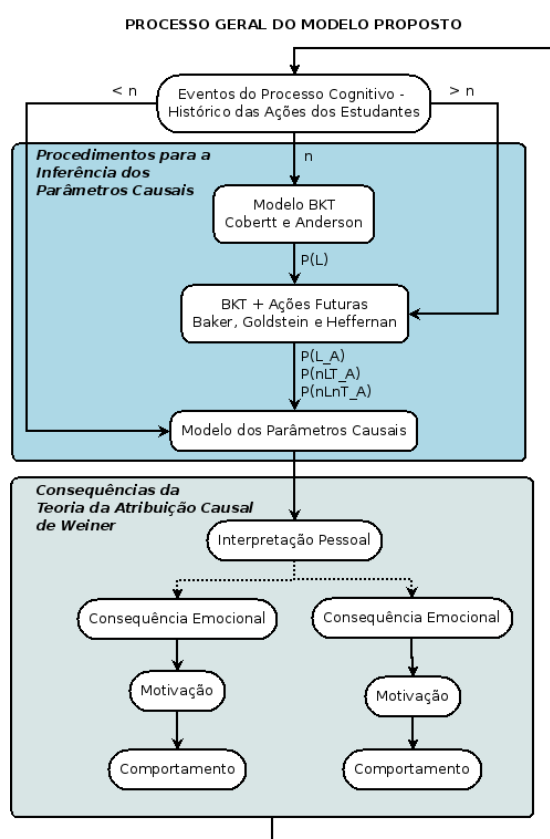 PROCESSO GERAL DO MODELO PROPOSTO
Eventos do Processo Cognitivo -
Histórico das Ações dos Estudantes
< n
> n
n
Procedimentos para a
Inferência dos
Parâmetros Causais
Modelo BKT
Cobertt e Anderson
P(L)
BKT + Ações Futuras
Baker, Goldstein e Heffernan
P(L_A)
P(nLT_A)
P(nLnT_A)
Modelo dos Parâmetros Causais
Consequências da
Teoria da Atribuição Causal
de Weiner
Interpretação Pessoal
Consequência Emocional
Consequência Emocional
Motivação
Motivação
Comportamento
Comportamento